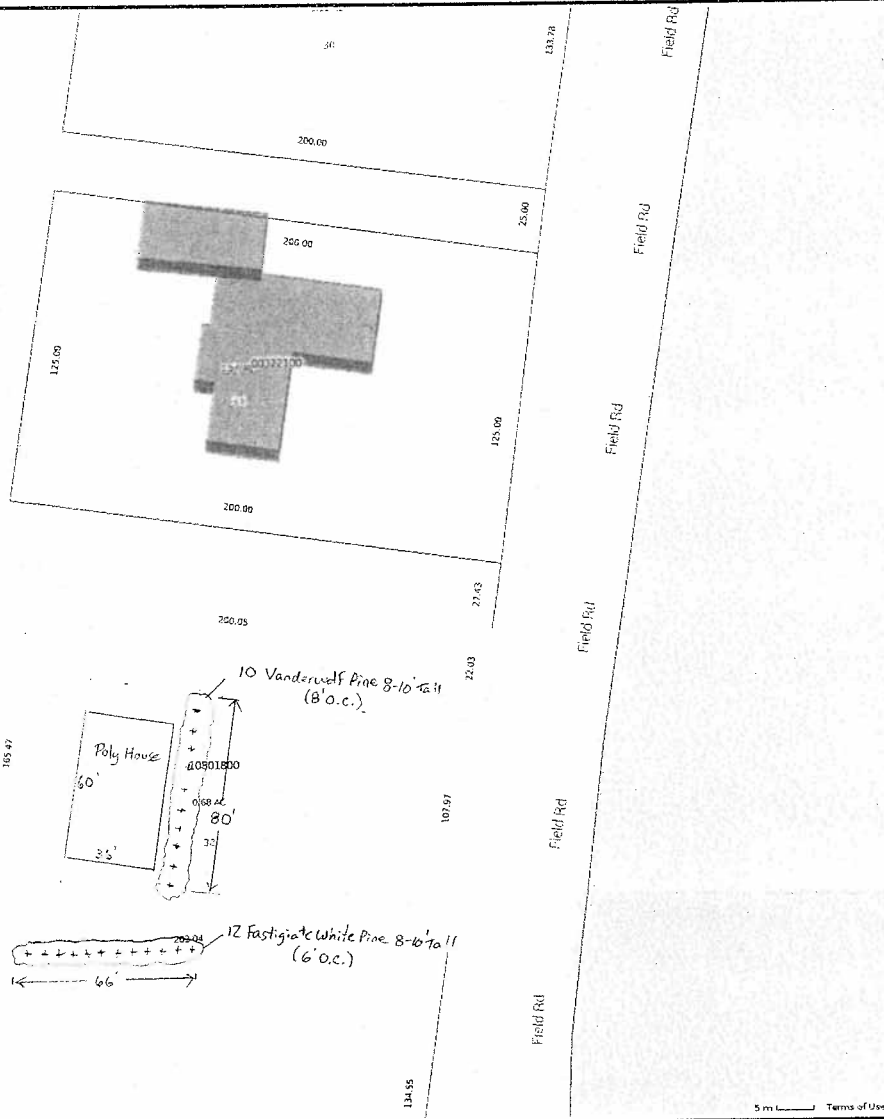 Field Rd
133.78
30
200.00
25.00
Field Rd
200.00
125.00
00322100
Field Rd
125.00
200.00
27.43
Field Rd
200.05
22.03
10 Vanderwolf Pine 8-10' Tall
(8' O.C.)
165.47
Poly House
10801800
60'
0.68 AC
80'
107.97
Field Rd
32
35'
202.04
12 Fastigiate White Pine 8-10' Tall
(6' O.C.)
66'
Field Rd
134.55
5 m
Terms of Use